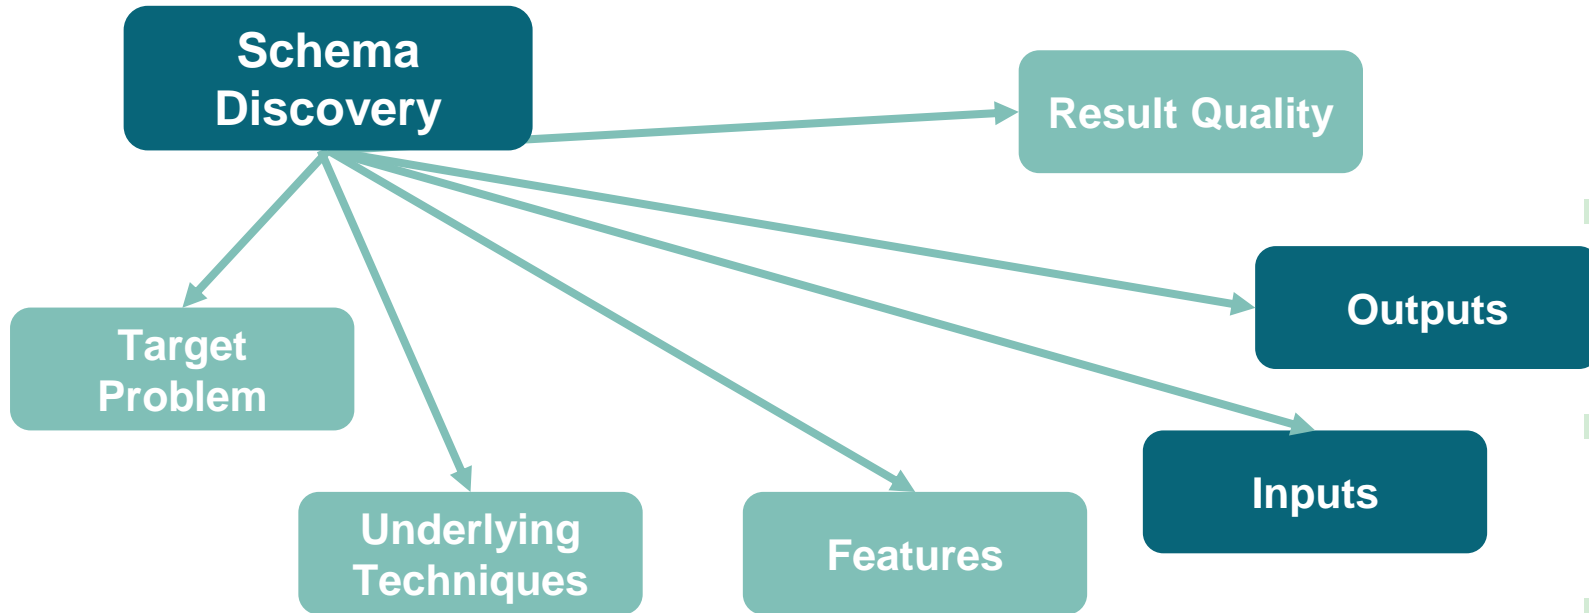 Schema
Discovery
Result Quality
Outputs
Target
Problem
Inputs
Underlying
Techniques
Features